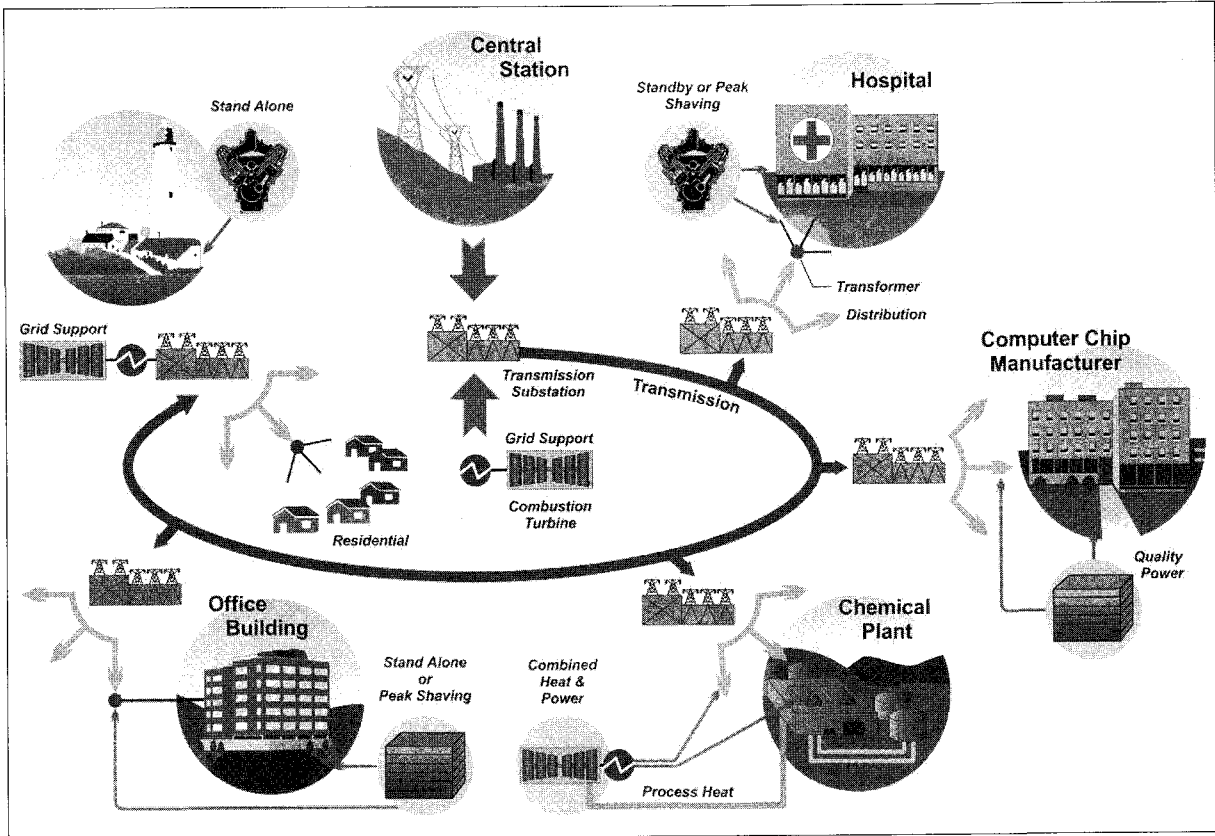 Central
Station
Stand Alone
Standby or Peak
Shaving
Hospital
Transformer
Distribution
Grid Support
Transmission
Substation
Transmission
Computer Chip
Manufacturer
Grid Support
Combustion
Turbine
Residential
Quality
Power
Office
Building
Stand Alone
or
Peak Shaving
Combined
Heat &
Power
Chemical
Plant
Process Heat